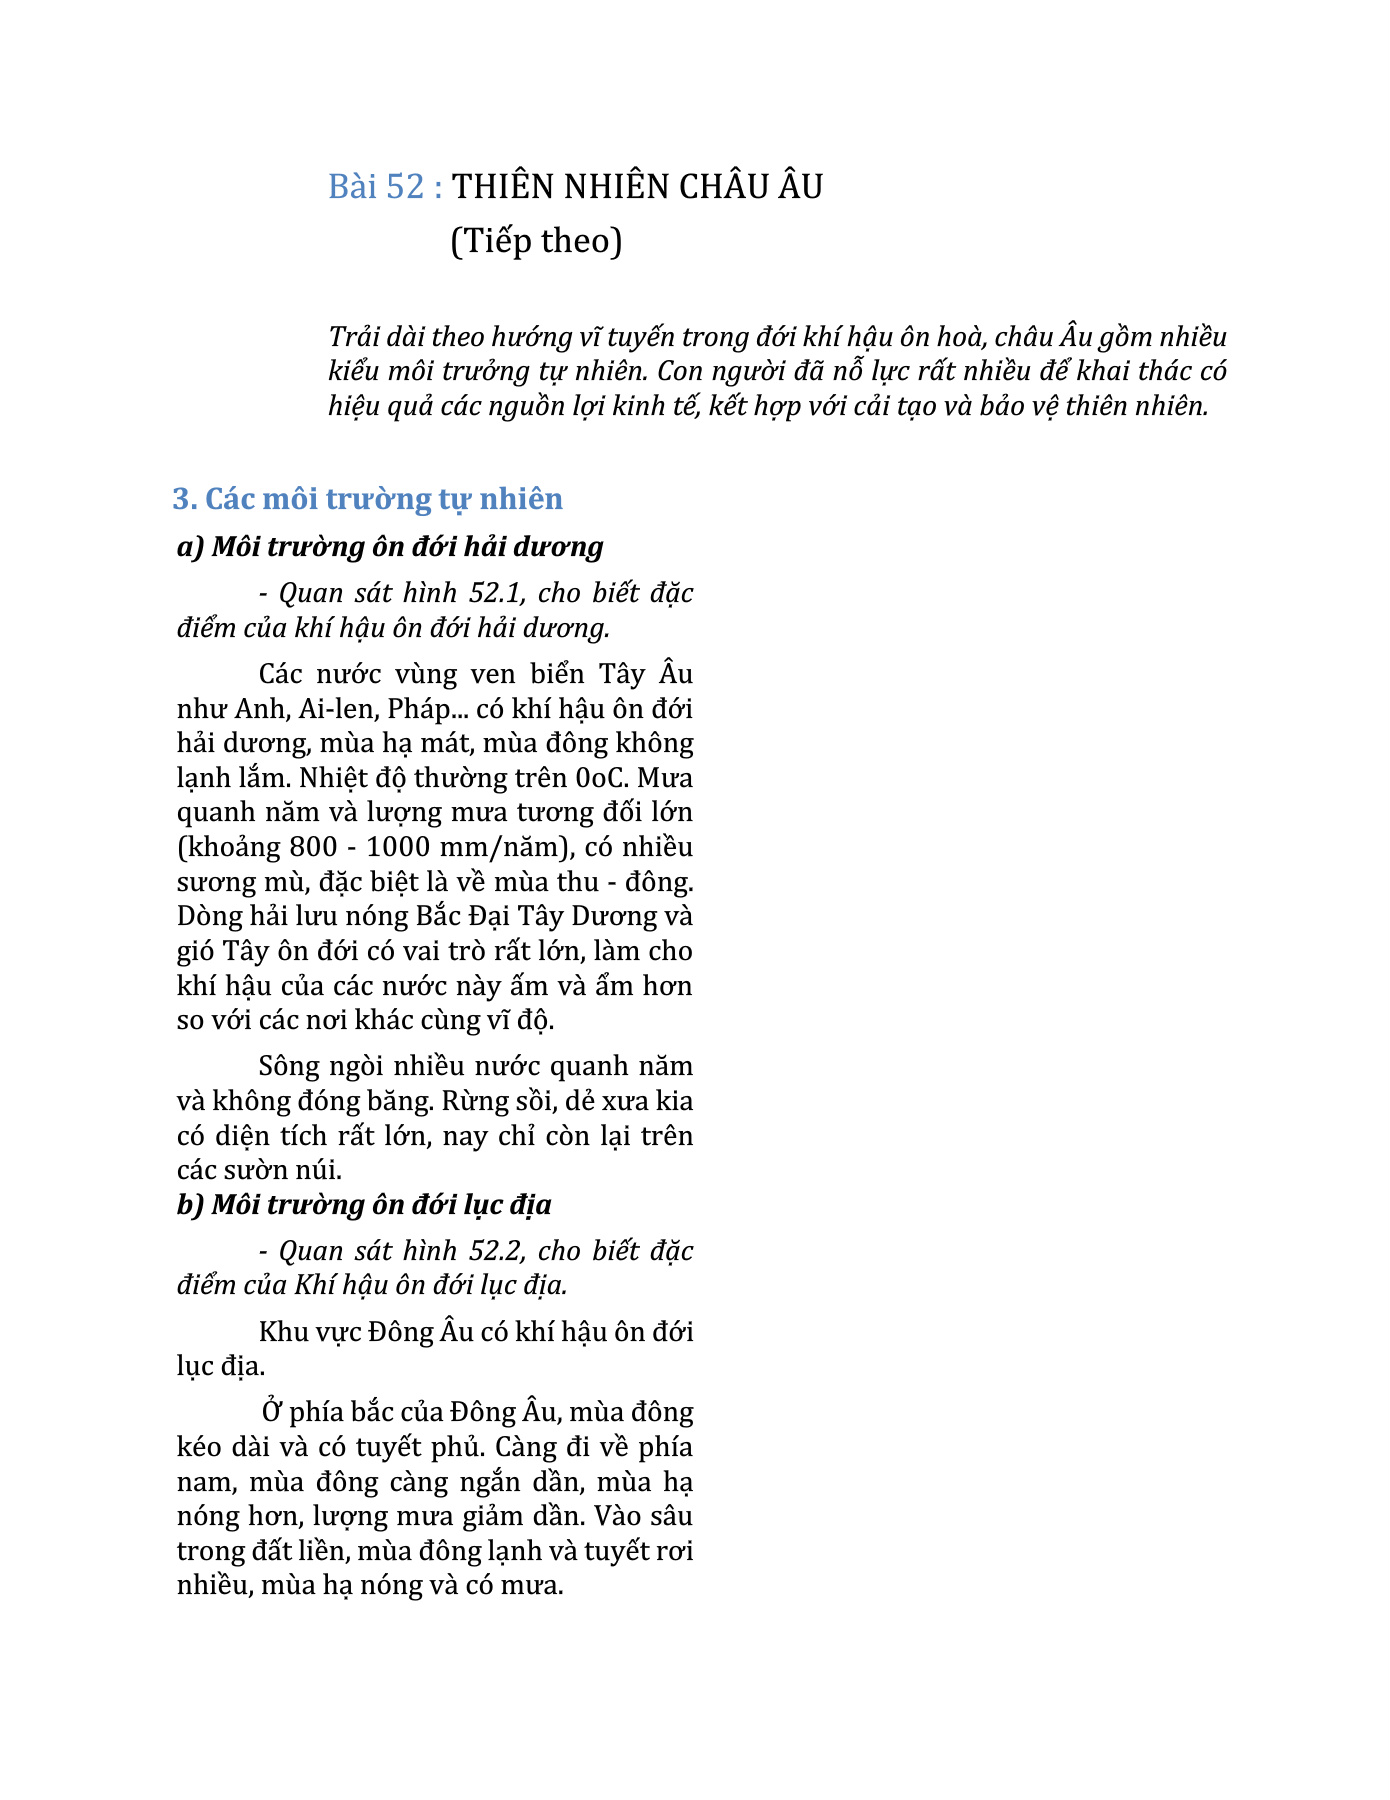 Bài 52 : THIÊN NHIÊN CHÂU ÂU
(Tiếp theo)
Trải dài theo hướng vĩ tuyến trong đới khí hậu ôn hoà, châu Âu gồm nhiều
kiểu môi trưởng tự nhiên. Con người đã nỗ lực rất nhiều để khai thác có
hiệu quả các nguồn lợi kinh tế, kết hợp với cải tạo và bảo vệ thiên nhiên.
3. Các môi trường tự nhiên
a) Môi trường ôn đới hải dương
- Quan sát hình 52.1, cho biết đặc
điểm của khí hậu ôn đới hải dương.
Các nước vùng ven biển Tây Âu
như Anh, Ai-len, Pháp... có khí hậu ôn đới
hải dương, mùa hạ mát, mùa đông không
lạnh lắm. Nhiệt độ thường trên 0oC. Mưa
quanh năm và lượng mưa tương đối lớn
(khoảng 800 - 1000 mm/năm), có nhiều
sương mù, đặc biệt là về mùa thu - đông.
Dòng hải lưu nóng Bắc Đại Tây Dương và
gió Tây ôn đới có vai trò rất lớn, làm cho
khí hậu của các nước này ấm và ẩm hơn
so với các nơi khác cùng vĩ độ.
Sông ngòi nhiều nước quanh năm
và không đóng băng. Rừng sồi, dẻ xưa kia
có diện tích rất lớn, nay chỉ còn lại trên
các sườn núi.
b) Môi trường ôn đới lục địa
- Quan sát hình 52.2, cho biết đặc
điểm của Khí hậu ôn đới lục địa.
Khu vực Đông Âu có khí hậu ôn đới
lục địa.
Ở phía bắc của Đông Âu, mùa đông
kéo dài và có tuyết phủ. Càng đi về phía
nam, mùa đông càng ngắn dần, mùa hạ
nóng hơn, lượng mưa giảm dần. Vào sâu
trong đất liền, mùa đông lạnh và tuyết rơi
nhiều, mùa hạ nóng và có mưa.